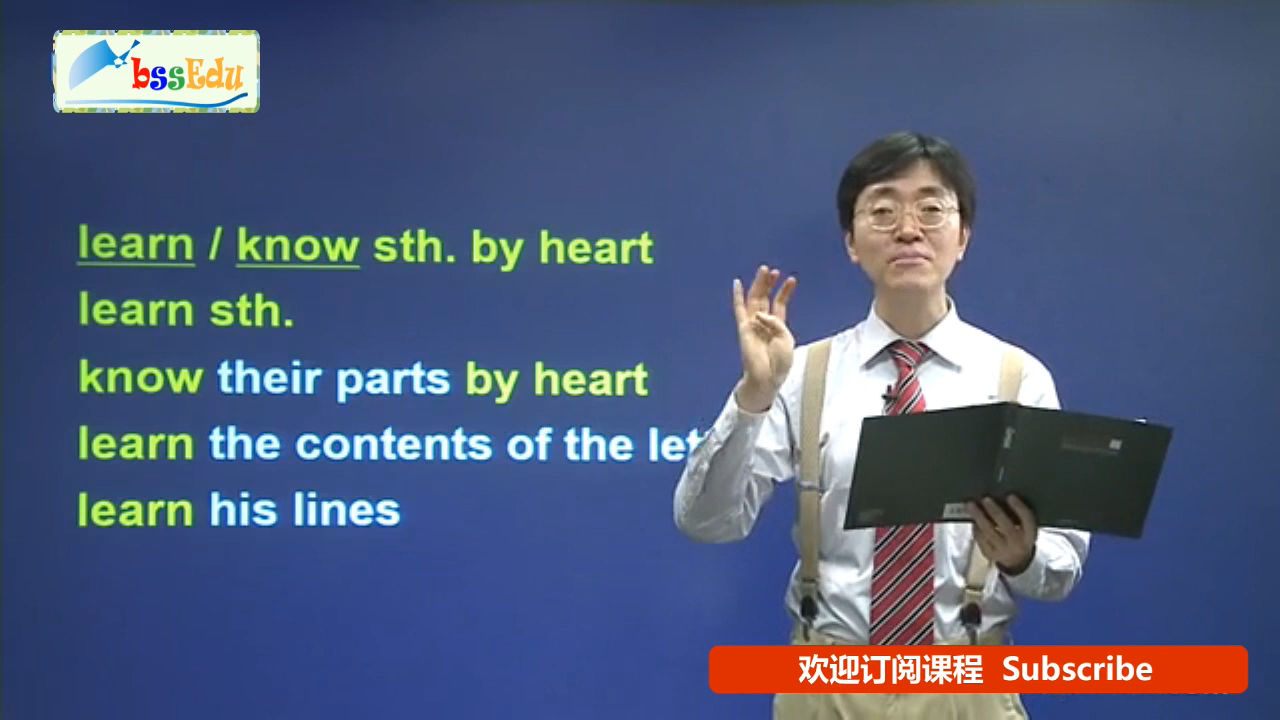 bssEdu
learn / know sth. by heart
learn sth.
know their parts by heart
learn the contents of the
learn his lines
欢迎订阅课程 Subscribe